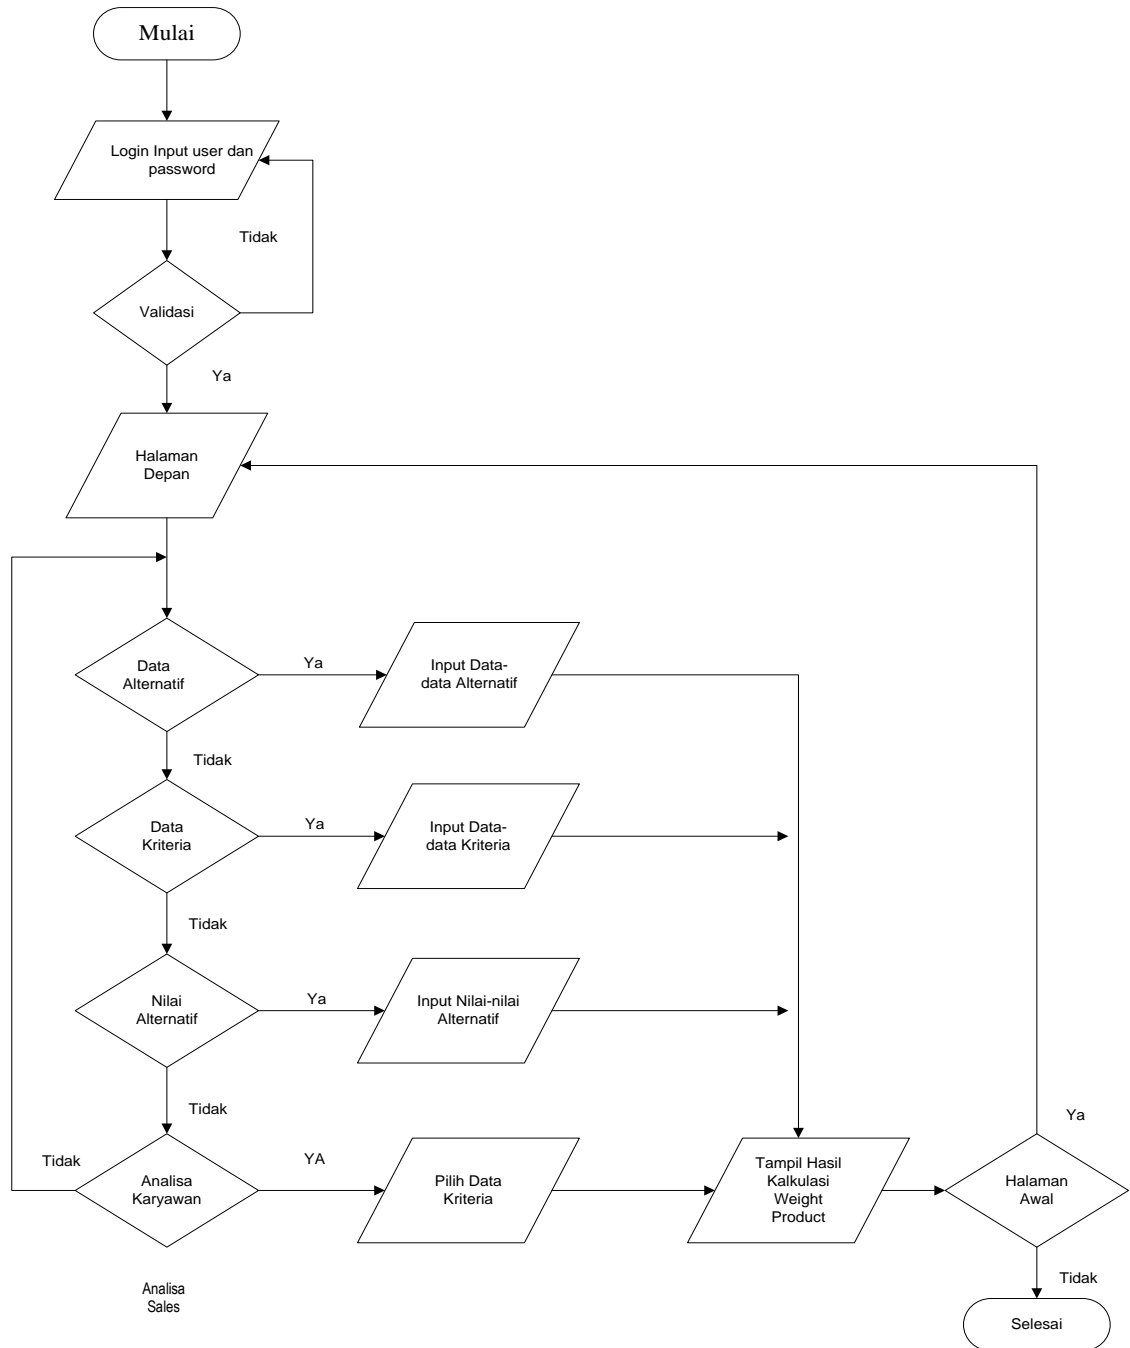 Mulai
Login Input user dan
password
Tidak
Validasi
Ya
Halaman
Depan
Data
Alternatif
Ya
Input Data-
data Alternatif
Tidak
Data
Kriteria
Ya
Input Data-
data Kriteria
Tidak
Nilai
Alternatif
Ya
Input Nilai-nilai
Alternatif
Tidak
Tidak
Analisa
Karyawan
YA
Pilih Data
Kriteria
Tampil Hasil
Kalkulasi
Weight
Product
Ya
Halaman
Awal
Tidak
Analisa
Sales
Selesai